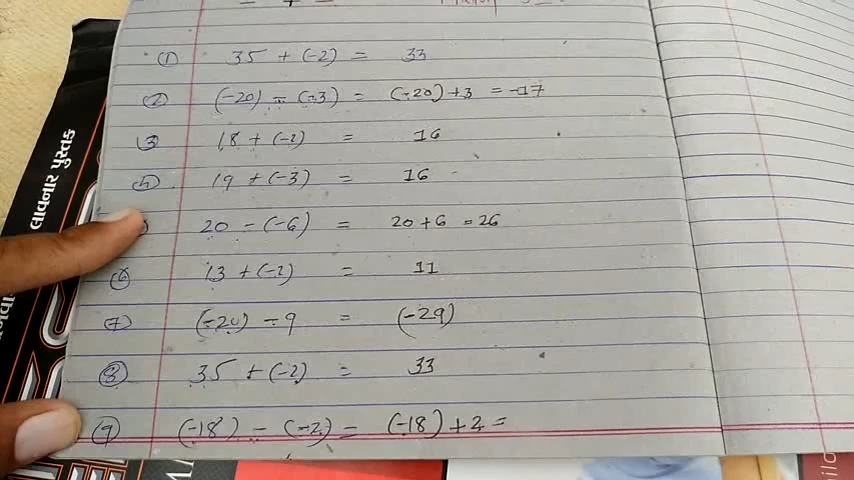 ① 35 + (-2) = 33
② (-20) - (-3) = (-20) + 3 = -17
③ 18 + (-2) = 16
19 + (-3) = 16
20 - (-6) = 20 + 6 = 26
⑥ 13 + (-2) = 11
⑦ (-20) - 9 = (-29)
⑧ 35 + (-2) = 33
⑨ (-18) - (-2) = (-18) + 2 =
લાવનાર પુસ્તક